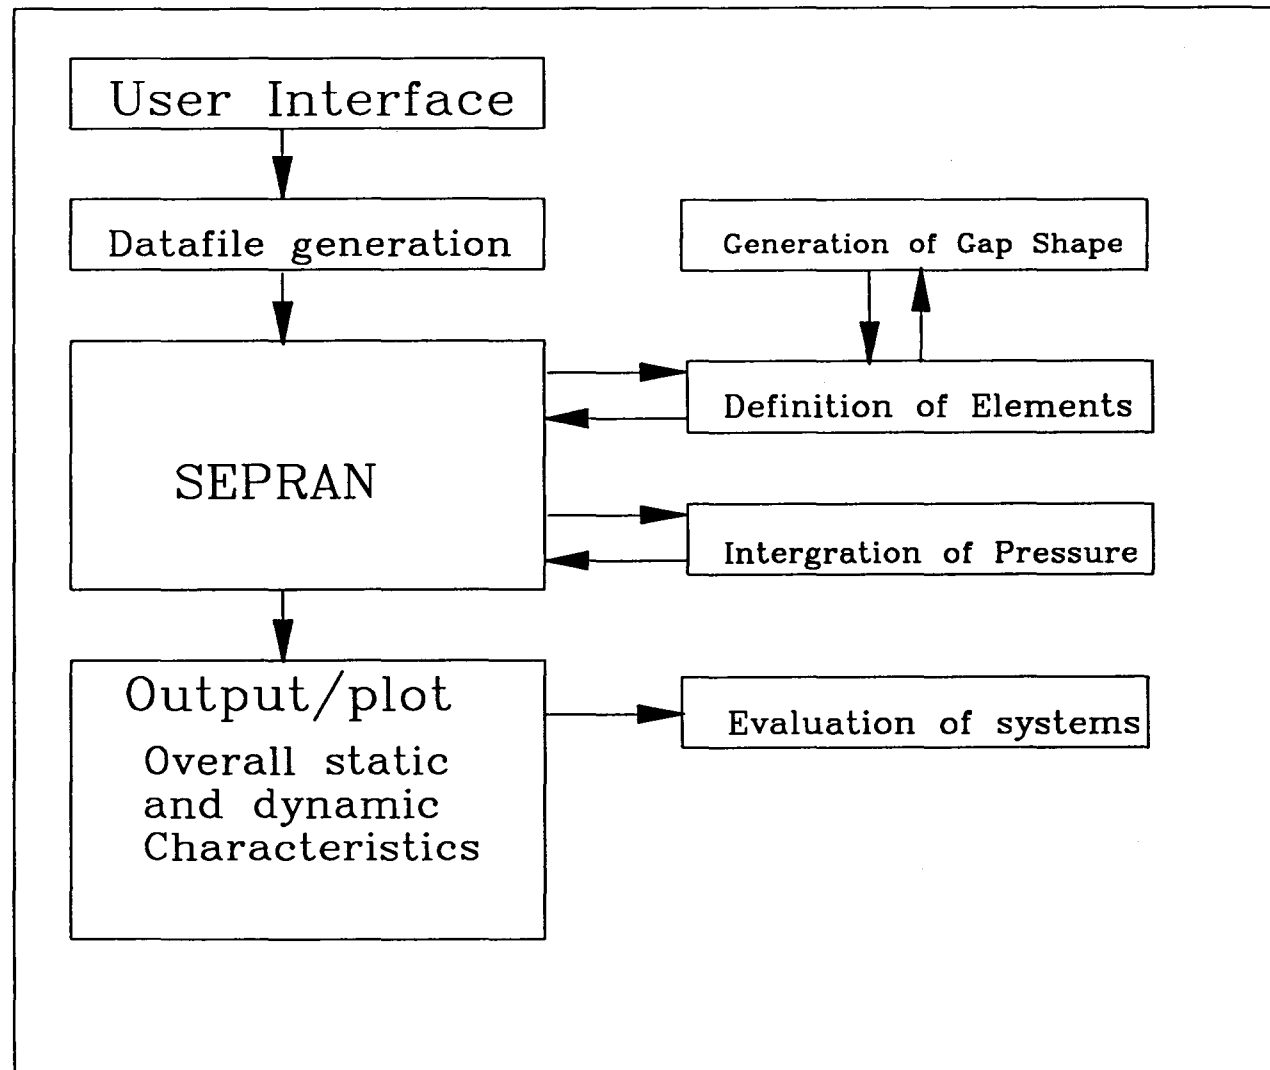 User Interface
Datafile generation
Generation of Gap Shape
Definition of Elements
SEPRAN
Intergration of Pressure
Output/plot
Overall static
and dynamic
Characteristics
Evaluation of systems